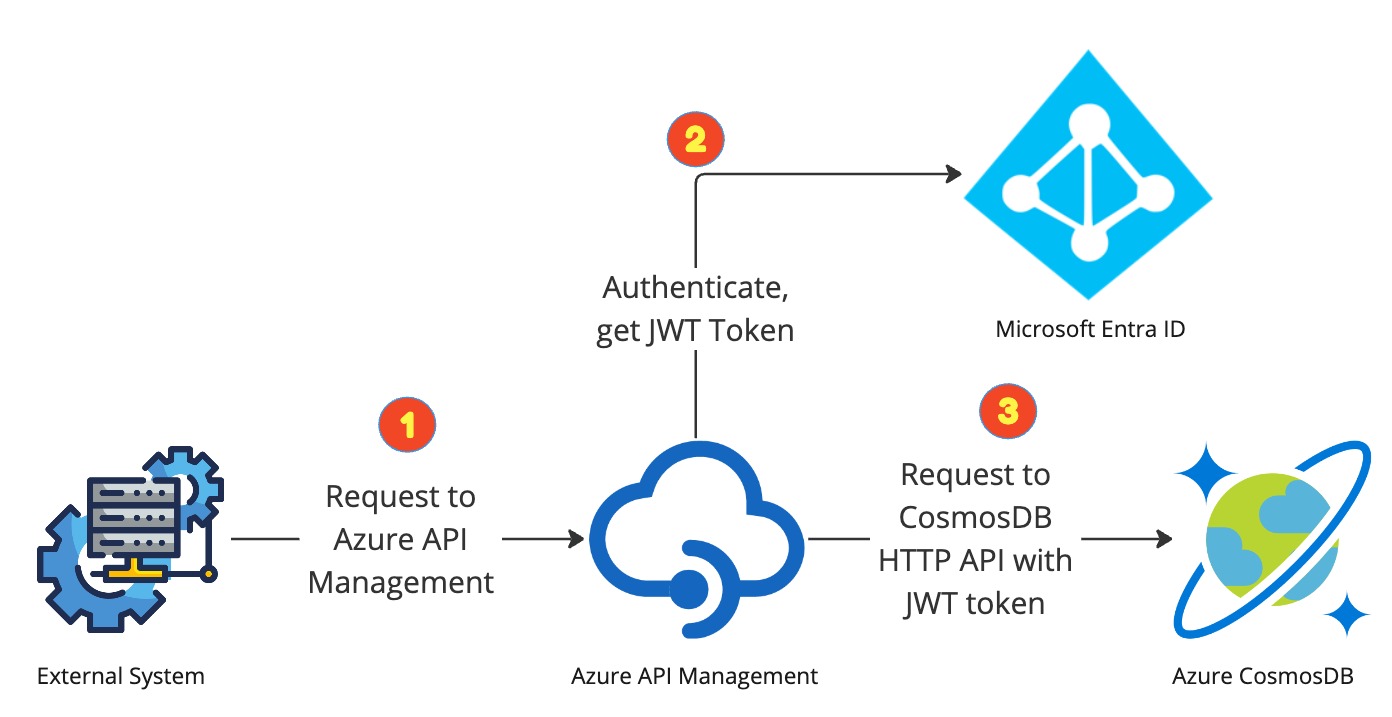 2
Authenticate,
get JWT Token
Microsoft Entra ID
1
Request to
Azure API
Management
3
Request to
CosmosDB
HTTP API with
JWT token
External System
Azure API Management
Azure CosmosDB